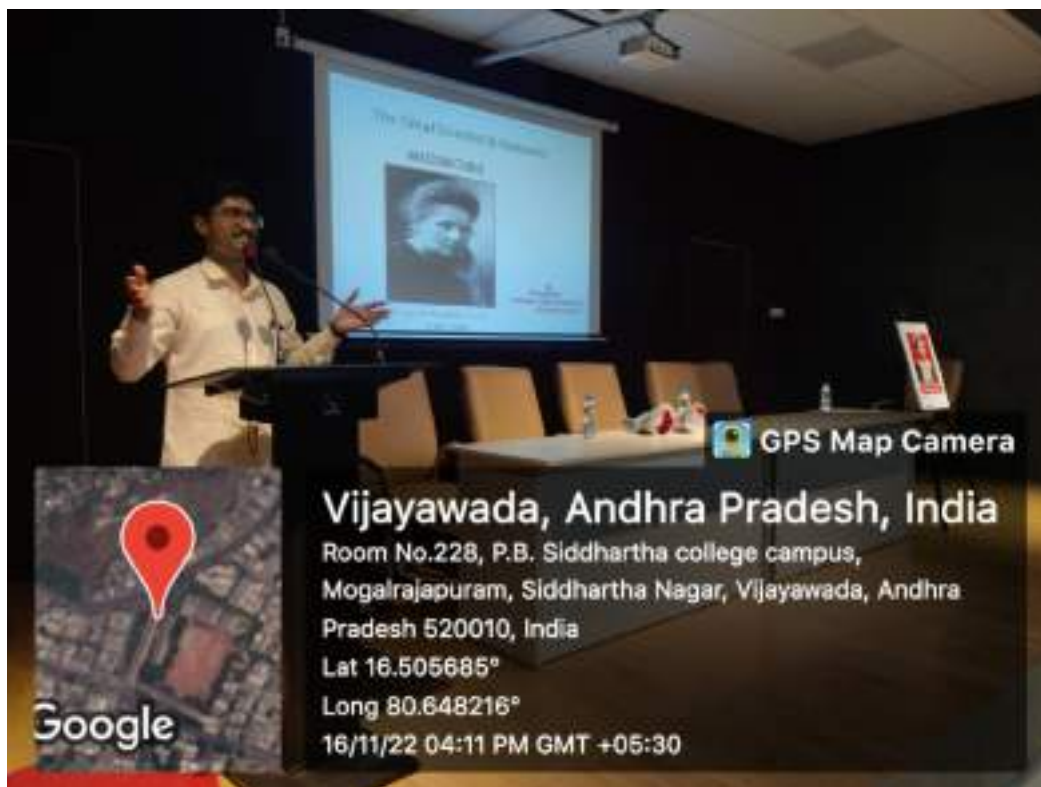 GPS Map Camera
Vijayawada, Andhra Pradesh, India
Room No.228, P.B. Siddhartha college campus,
Mogalrajapuram, Siddhartha Nagar, Vijayawada, Andhra
Pradesh 520010, India
Lat 16.505685°
Long 80.648216°
16/11/22 04:11 PM GMT +05:30
Google